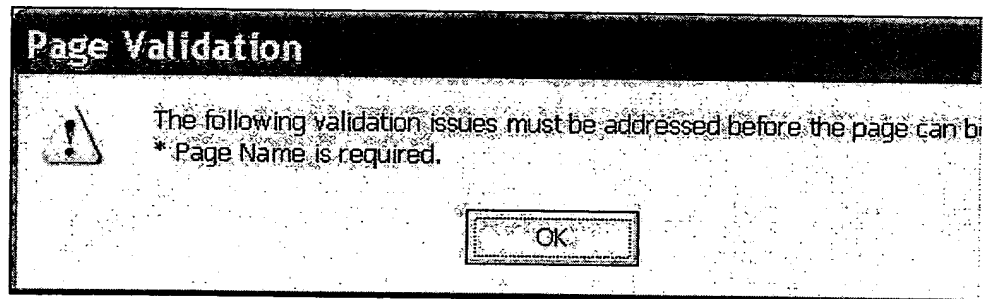 Page Validation
The following validation issues must be addressed before the page can b
* Page Name is required.
OK